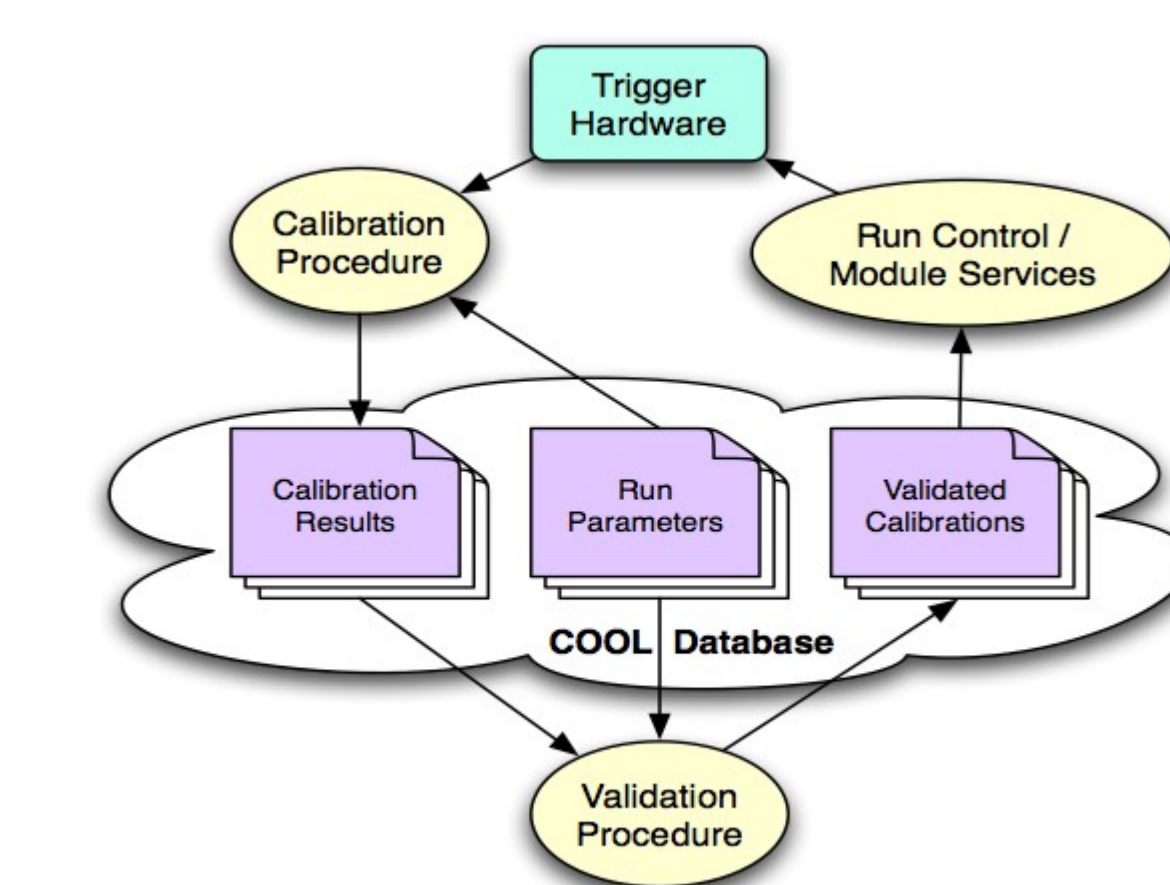 Trigger
Hardware
Calibration
Procedure
Run Control /
Module Services
Calibration
Results
Run
Parameters
Validated
Calibrations
COOL Database
Validation
Procedure